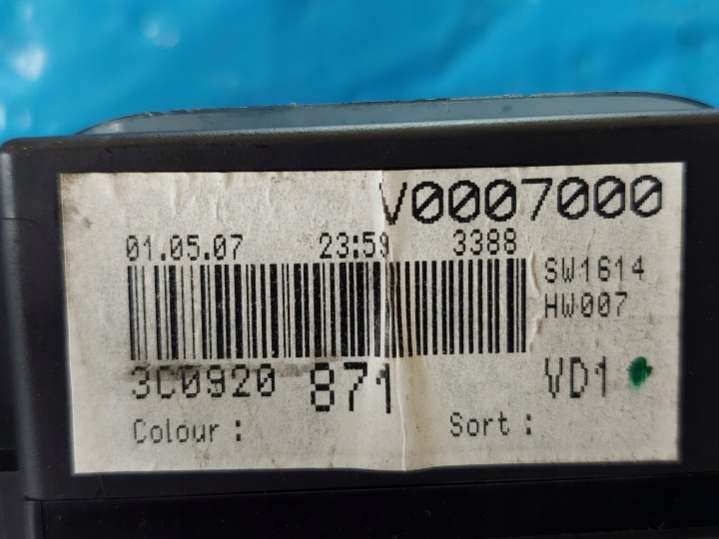 V0007000
01.05.07 23:59 3388
SW1614
HW007
3C0920 871 VD1
Colour : Sort :